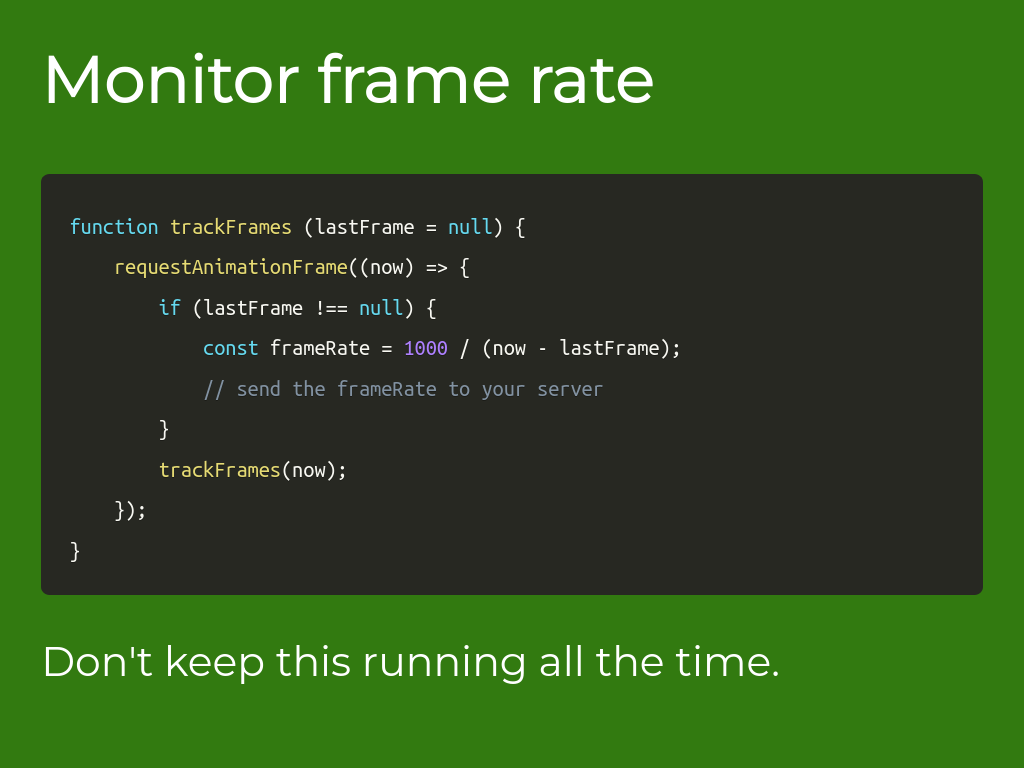 Monitor frame rate
function trackFrames (lastFrame = null) {
    requestAnimationFrame((now) => {
        if (lastFrame !== null) {
            const frameRate = 1000 / (now - lastFrame);
            // send the frameRate to your server
        }
        trackFrames(now);
    });
}
Don't keep this running all the time.